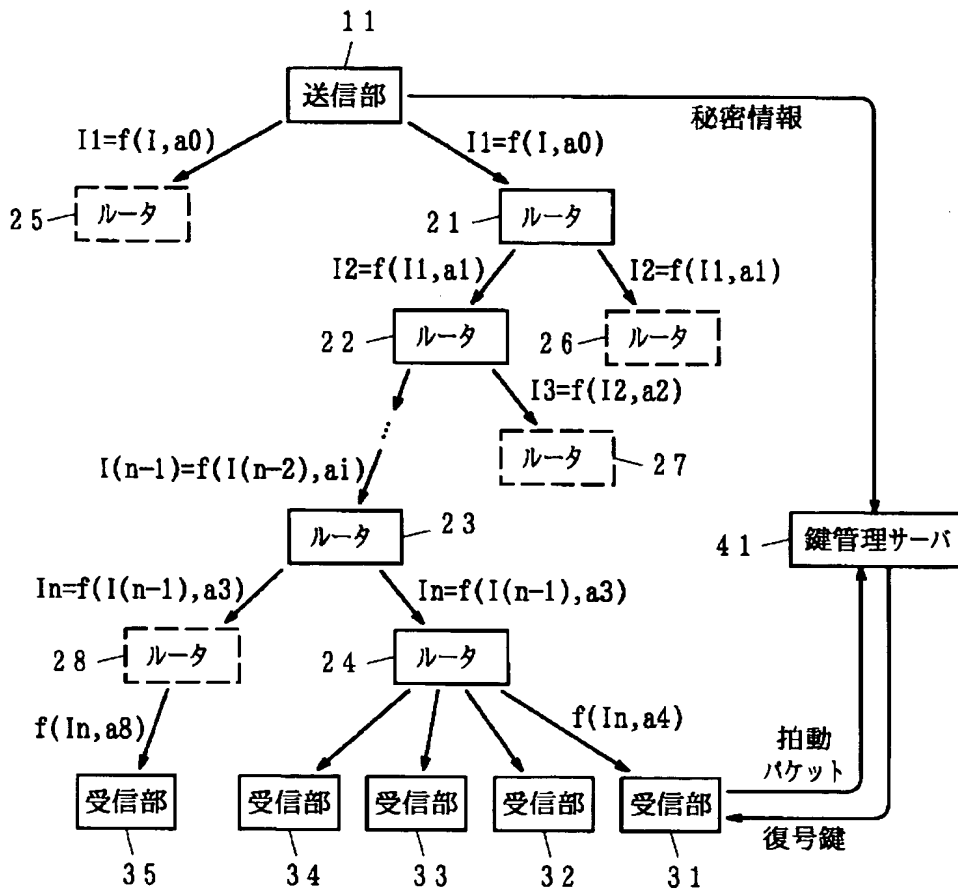 11
送信部
秘密情報
I1=f(I,a0)
I1=f(I,a0)
25
ルータ
21
ルータ
I2=f(I1,a1)
I2=f(I1,a1)
22
ルータ
26
ルータ
I3=f(I2,a2)
⋮
ルータ
27
I(n-1)=f(I(n-2),ai)
ルータ
23
41
鍵管理サーバ
In=f(I(n-1),a3)
In=f(I(n-1),a3)
28
ルータ
24
ルータ
f(In,a8)
f(In,a4)
拍動
パケット
受信部
受信部
受信部
受信部
受信部
復号鍵
35
34
33
32
31